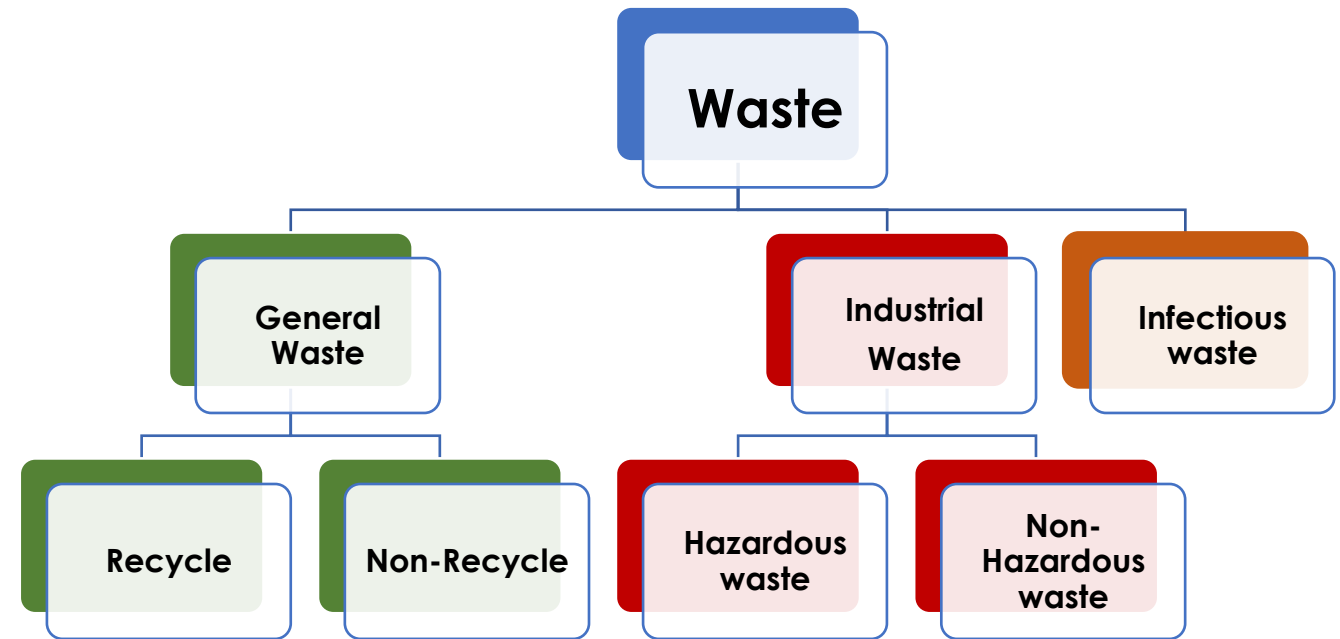 Waste
General
Waste
Industrial
Waste
Infectious
waste
Recycle
Non-Recycle
Hazardous
waste
Non-
Hazardous
waste